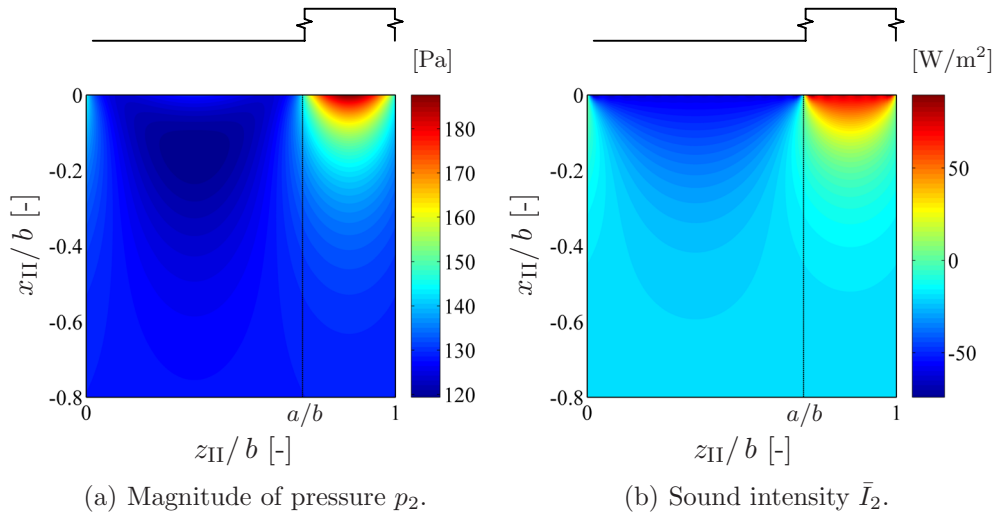 [Pa]
[W/m²]
0
-0.2
-0.4
-0.6
-0.8
x_II / b [-]
0
a/b
1
z_II / b [-]
180
170
160
150
140
130
120
0
-0.2
-0.4
-0.6
-0.8
x_II / b [-]
0
a/b
1
z_II / b [-]
50
0
-50
(a) Magnitude of pressure p₂.
(b) Sound intensity Ī₂.